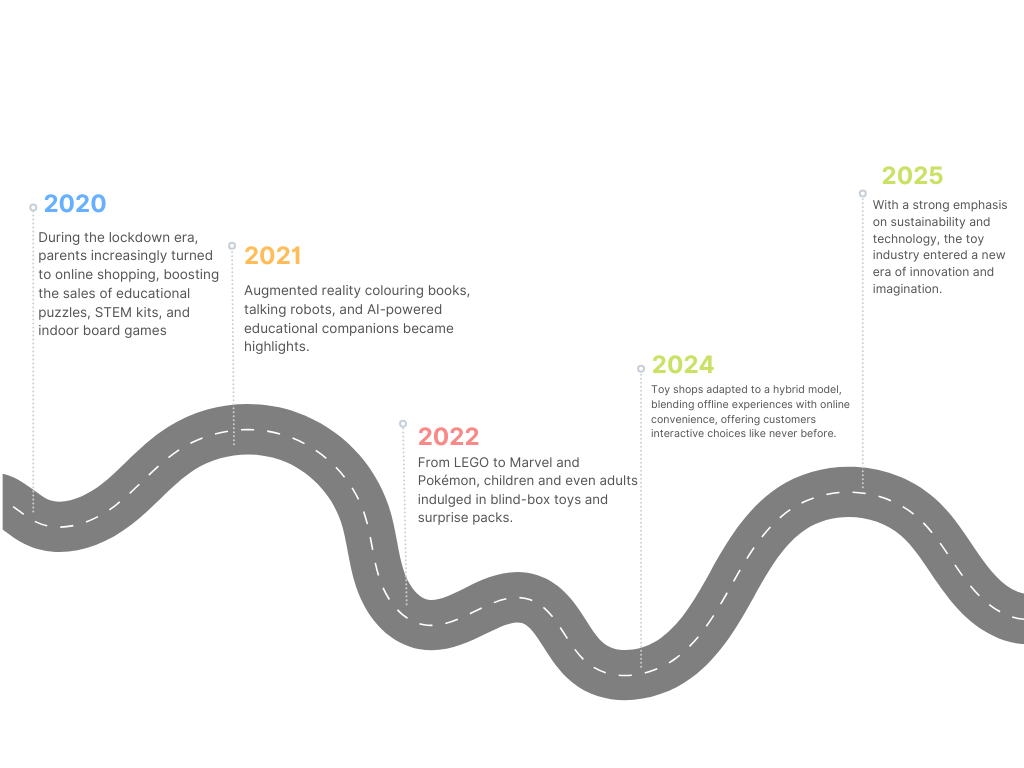 2020
During the lockdown era,
parents increasingly turned
to online shopping, boosting
the sales of educational
puzzles, STEM kits, and
indoor board games
2021
Augmented reality colouring books,
talking robots, and AI-powered
educational companions became
highlights.
2022
From LEGO to Marvel and
Pokémon, children and even adults
indulged in blind-box toys and
surprise packs.
2024
Toy shops adapted to a hybrid model,
blending offline experiences with online
convenience, offering customers
interactive choices like never before.
2025
With a strong emphasis
on sustainability and
technology, the toy
industry entered a new
era of innovation and
imagination.